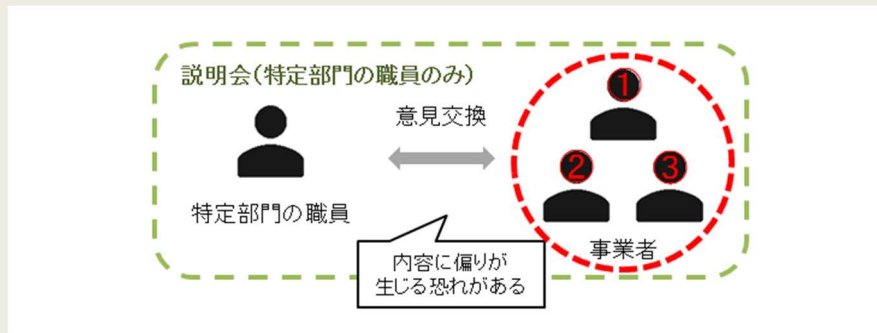 説明会(特定部門の職員のみ)
意見交換
1
2
3
特定部門の職員
事業者
内容に偏りが
生じる恐れがある